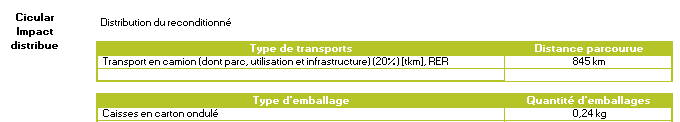 Cicular
Impact
distribue
Distribution du reconditionné
Type de transports Distance parcourue
Transport en camion (dont parc, utilisation et infrastructure) (20%) [tkm], RER 845 km
Type d'emballage Quantité d'emballages
Caisses en carton ondulé 0,24 kg